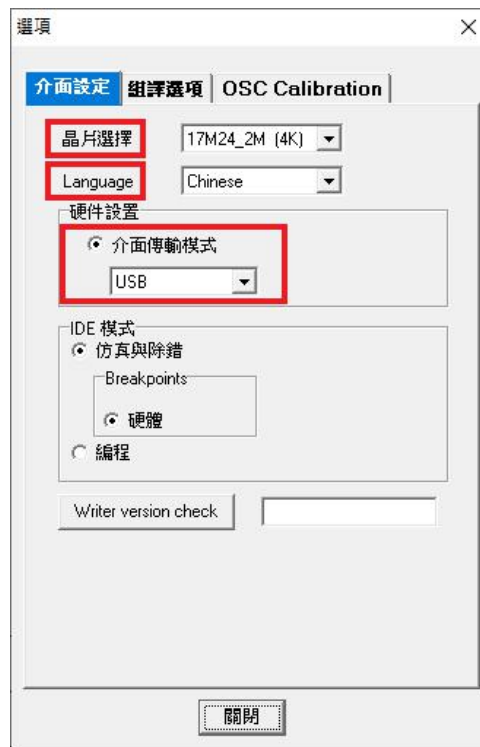 選項
介面設定 組譯選項 OSC Calibration
晶片選擇 17M24_2M (4K)
Language Chinese
硬件設置
介面傳輸模式
USB
IDE 模式
仿真與除錯
Breakpoints
硬體
編程
Writer version check
關閉